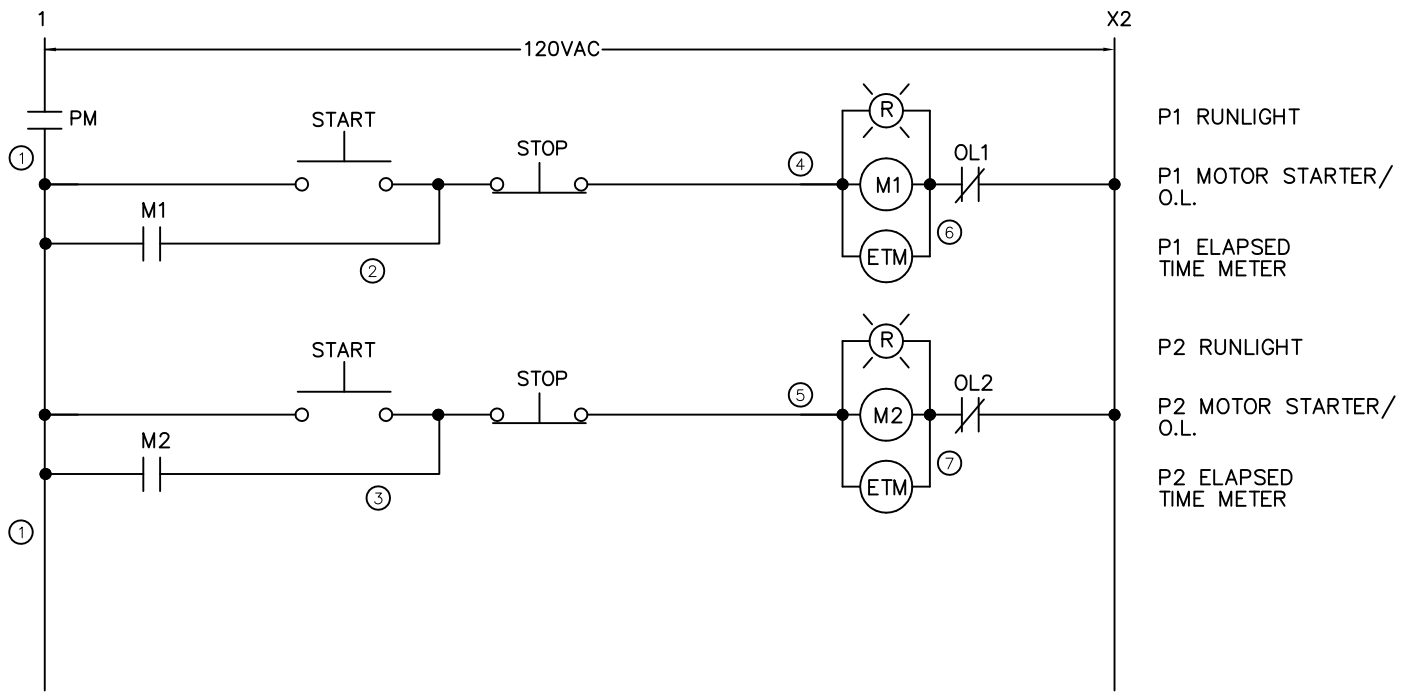 1
X2
120VAC
PM
1
START
STOP
4
R
M1
ETM
OL1
6
P1 RUNLIGHT
P1 MOTOR STARTER/
O.L.
P1 ELAPSED
TIME METER
M1
2
START
STOP
5
R
M2
ETM
OL2
7
P2 RUNLIGHT
P2 MOTOR STARTER/
O.L.
P2 ELAPSED
TIME METER
M2
3
1